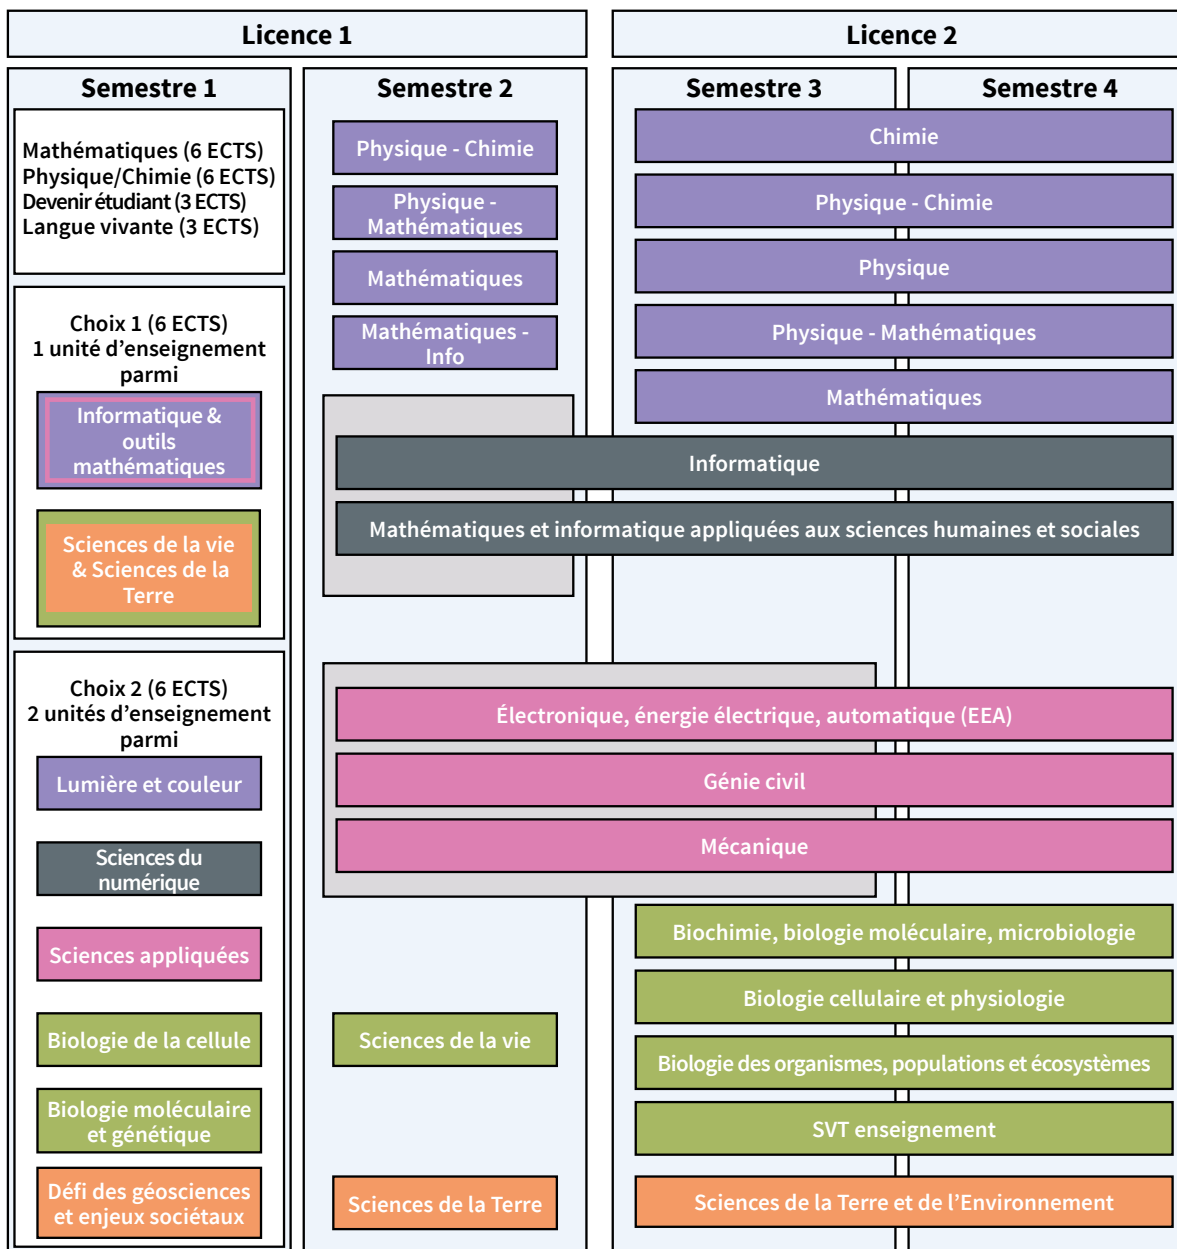 Licence 1
Licence 2
Semestre 1
Semestre 2
Semestre 3
Semestre 4
Mathématiques (6 ECTS)
Physique/Chimie (6 ECTS)
Devenir étudiant (3 ECTS)
Langue vivante (3 ECTS)
Choix 1 (6 ECTS)
1 unité d’enseignement
parmi
Informatique &
outils
mathématiques
Sciences de la vie
& Sciences de la
Terre
Choix 2 (6 ECTS)
2 unités d’enseignement
parmi
Lumière et couleur
Sciences du
numérique
Sciences appliquées
Biologie de la cellule
Biologie moléculaire
et génétique
Défi des géosciences
et enjeux sociétaux
Physique - Chimie
Physique -
Mathématiques
Mathématiques
Mathématiques -
Info
Sciences de la vie
Sciences de la Terre
Chimie
Physique - Chimie
Physique
Physique - Mathématiques
Mathématiques
Informatique
Mathématiques et informatique appliquées aux sciences humaines et sociales
Électronique, énergie électrique, automatique (EEA)
Génie civil
Mécanique
Biochimie, biologie moléculaire, microbiologie
Biologie cellulaire et physiologie
Biologie des organismes, populations et écosystèmes
SVT enseignement
Sciences de la Terre et de l’Environnement